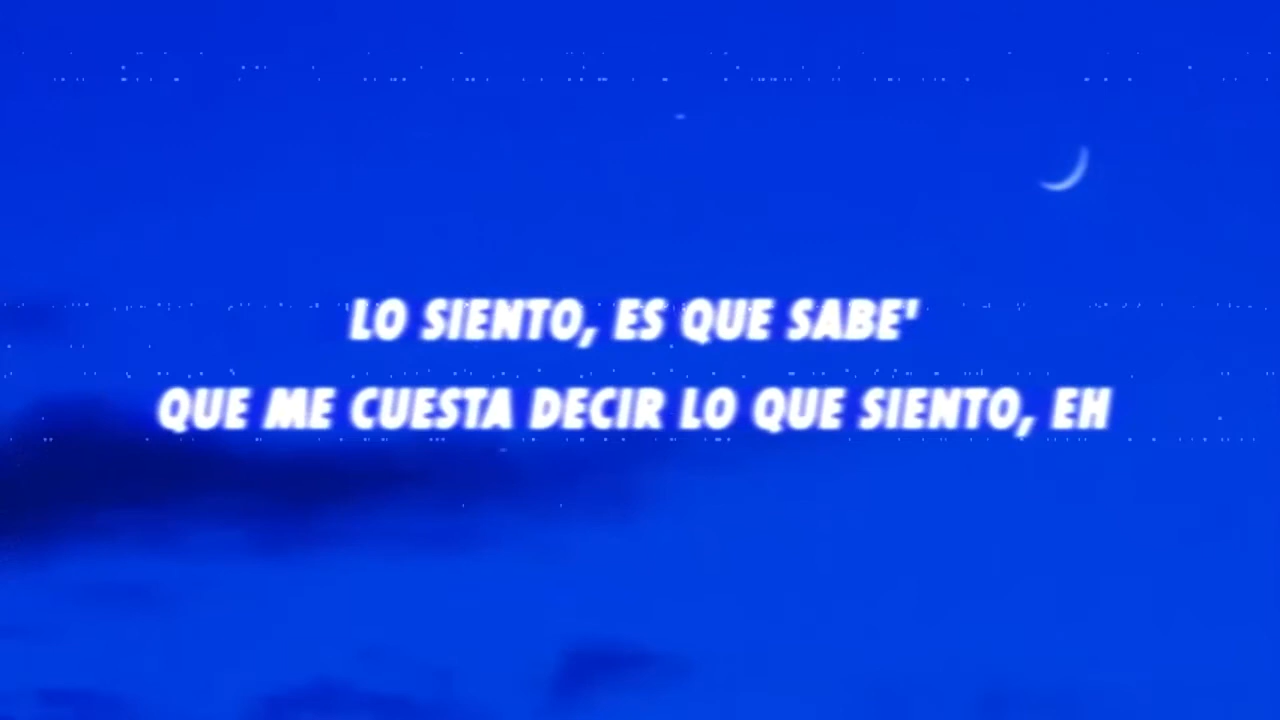 LO SIENTO, ES QUE SABE'
QUE ME CUESTA DECIR LO QUE SIENTO, EH